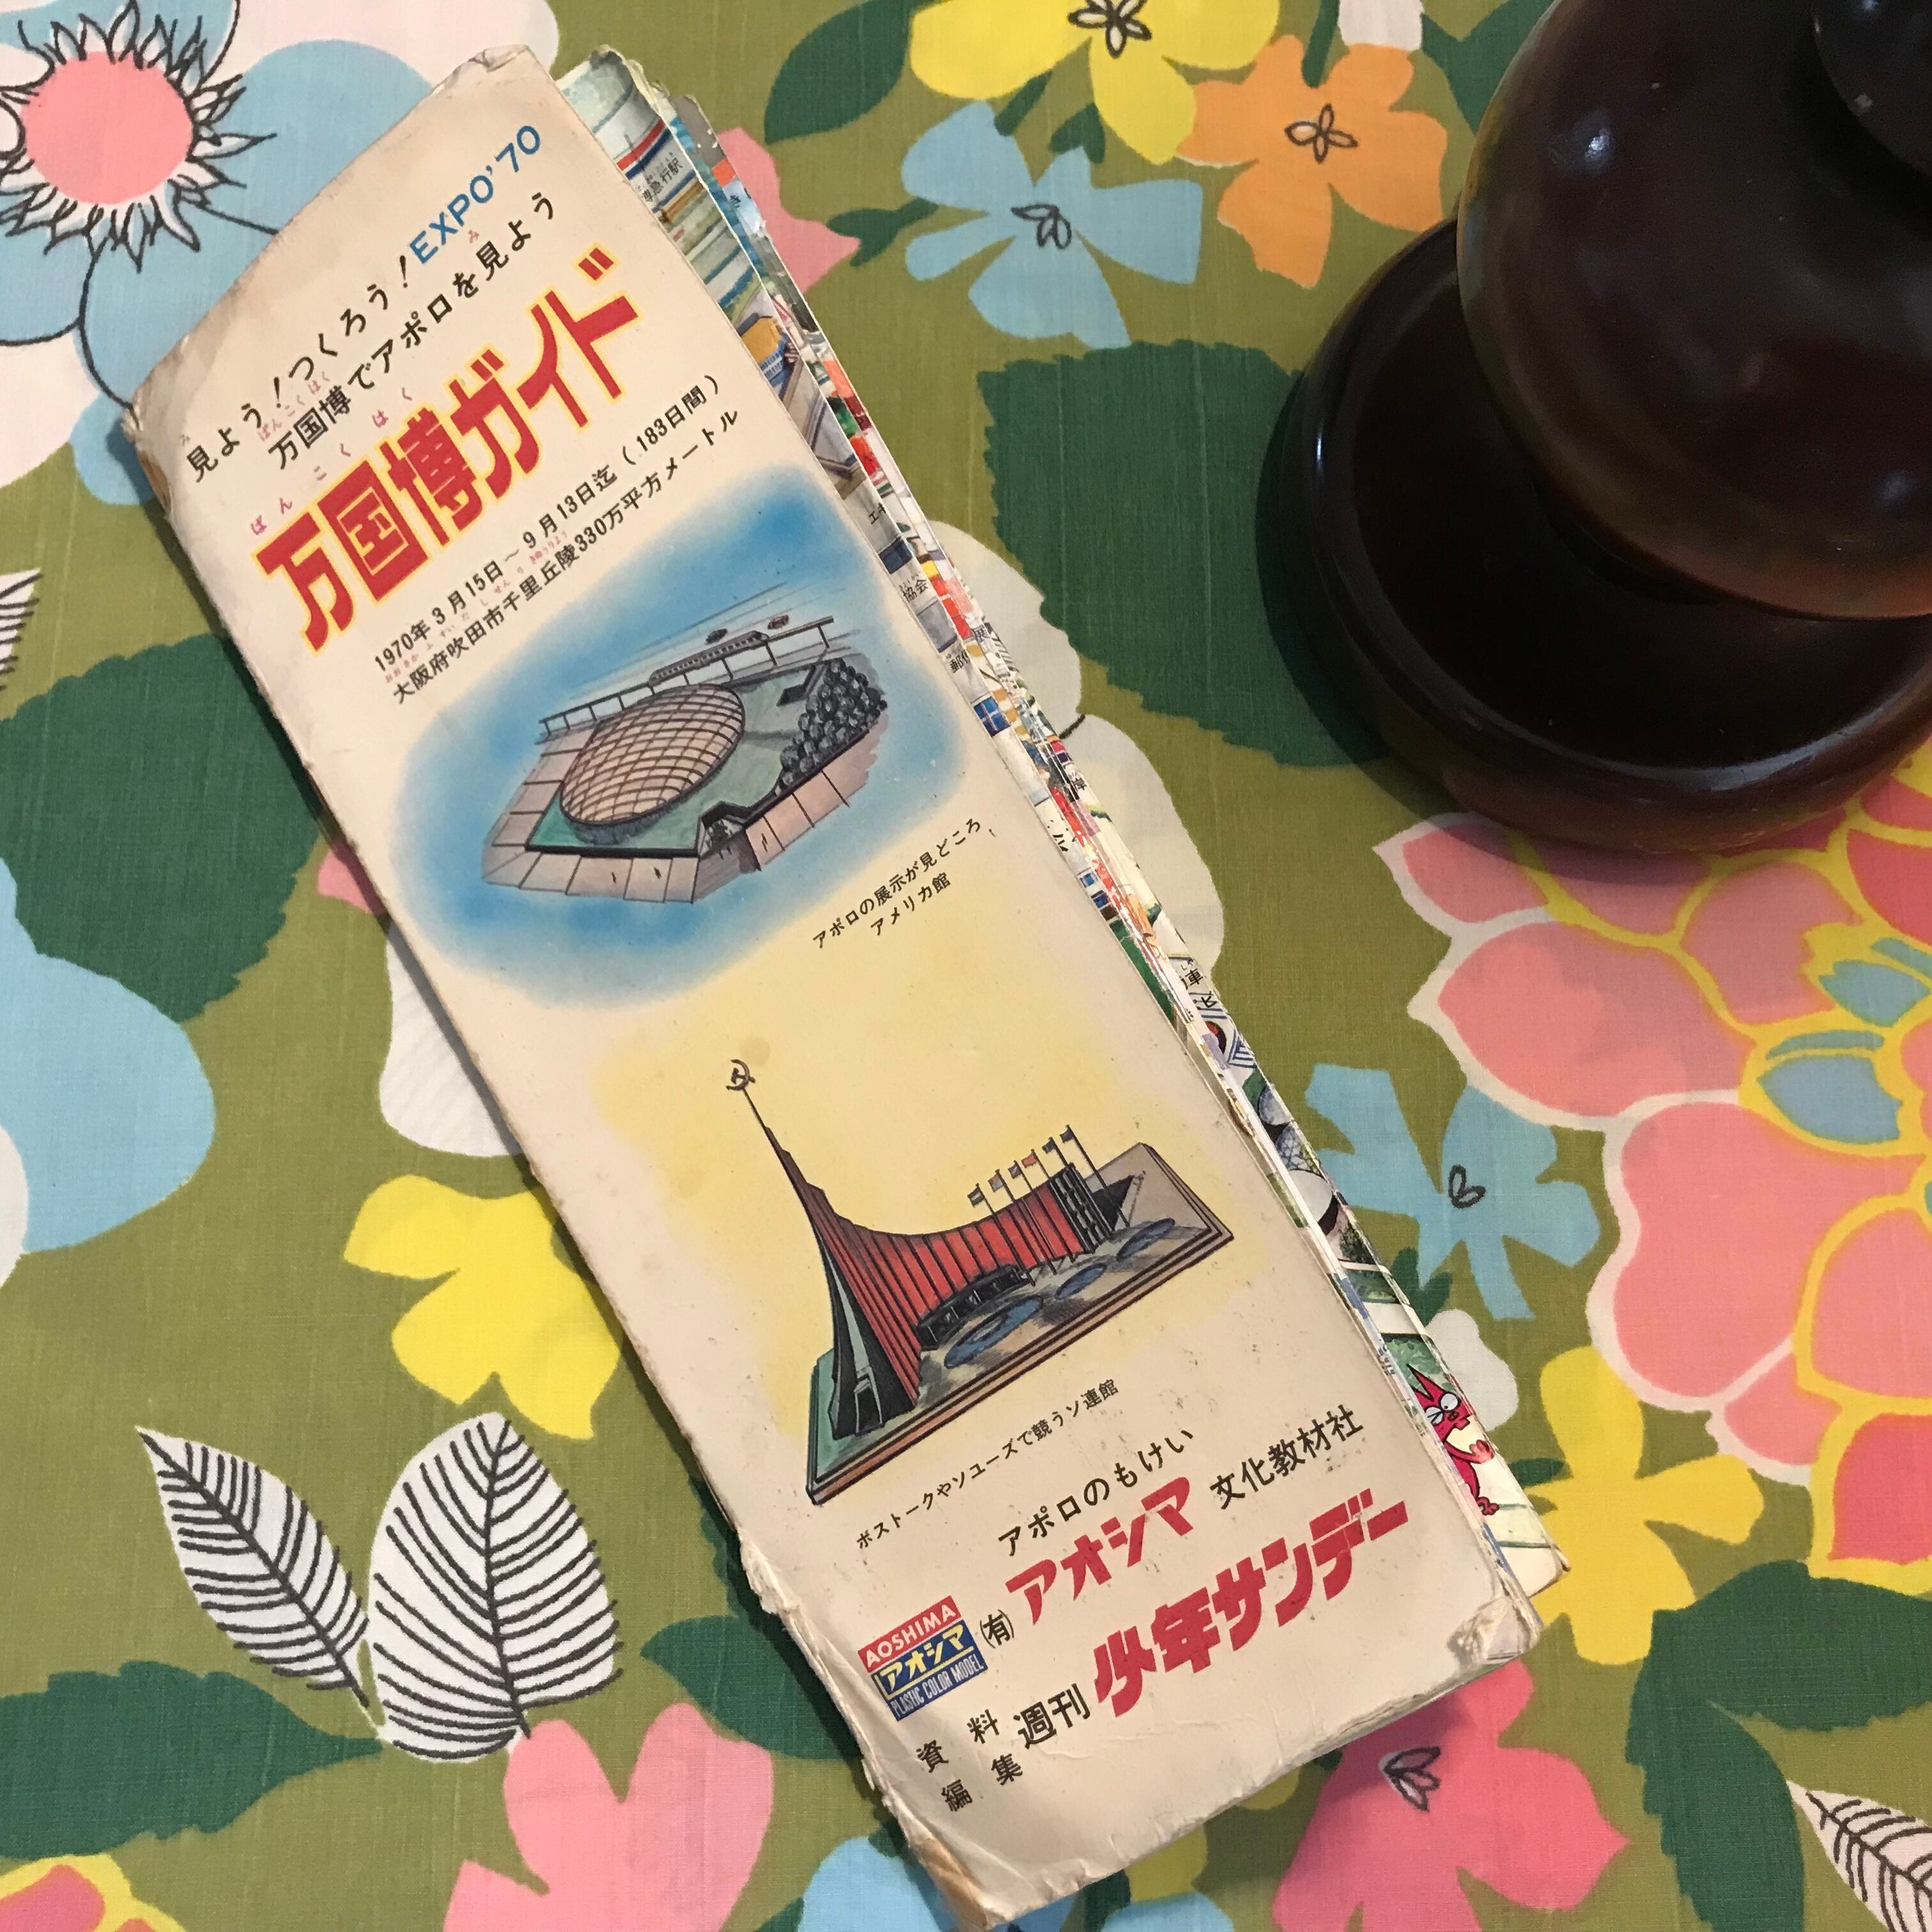 見よう!つくろう!EXPO'70
万国博でアポロを見よう
万国博ガイド
1970年3月15日〜9月13日迄(183日間)
大阪府吹田市千里丘陵330万平方メートル
アポロの展示が見どころ
アメリカ館
ボストークやソユーズで競うソ連館
アポロのもけい
AOSHIMA
アオシマ
PLASTIC COLOR MODEL
(有)アオシマ文化教材社
資料 週刊少年サンデー
編集
急行駅
協会